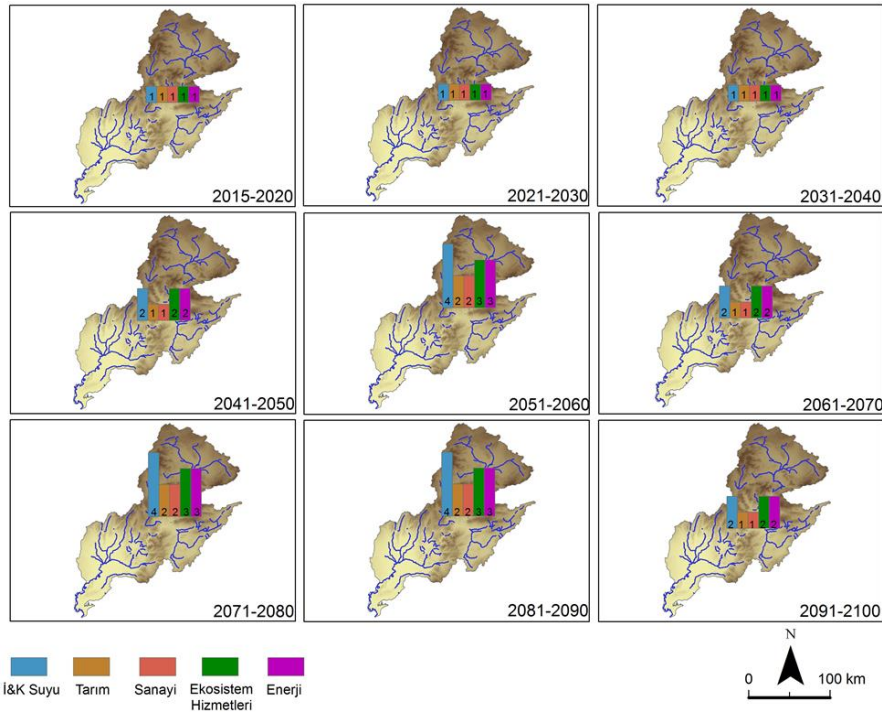 1 1 1 1 1
2015-2020
1 1 1 1 1
2021-2030
1 1 1 1 1
2031-2040
2 1 1 2 2
2041-2050
4 2 2 3 3
2051-2060
2 1 1 2 2
2061-2070
4 2 2 3 3
2071-2080
4 2 2 3 3
2081-2090
2 1 1 2 2
2091-2100
İ&K Suyu
Tarım
Sanayi
Ekosistem
Hizmetleri
Enerji
N
0 100 km